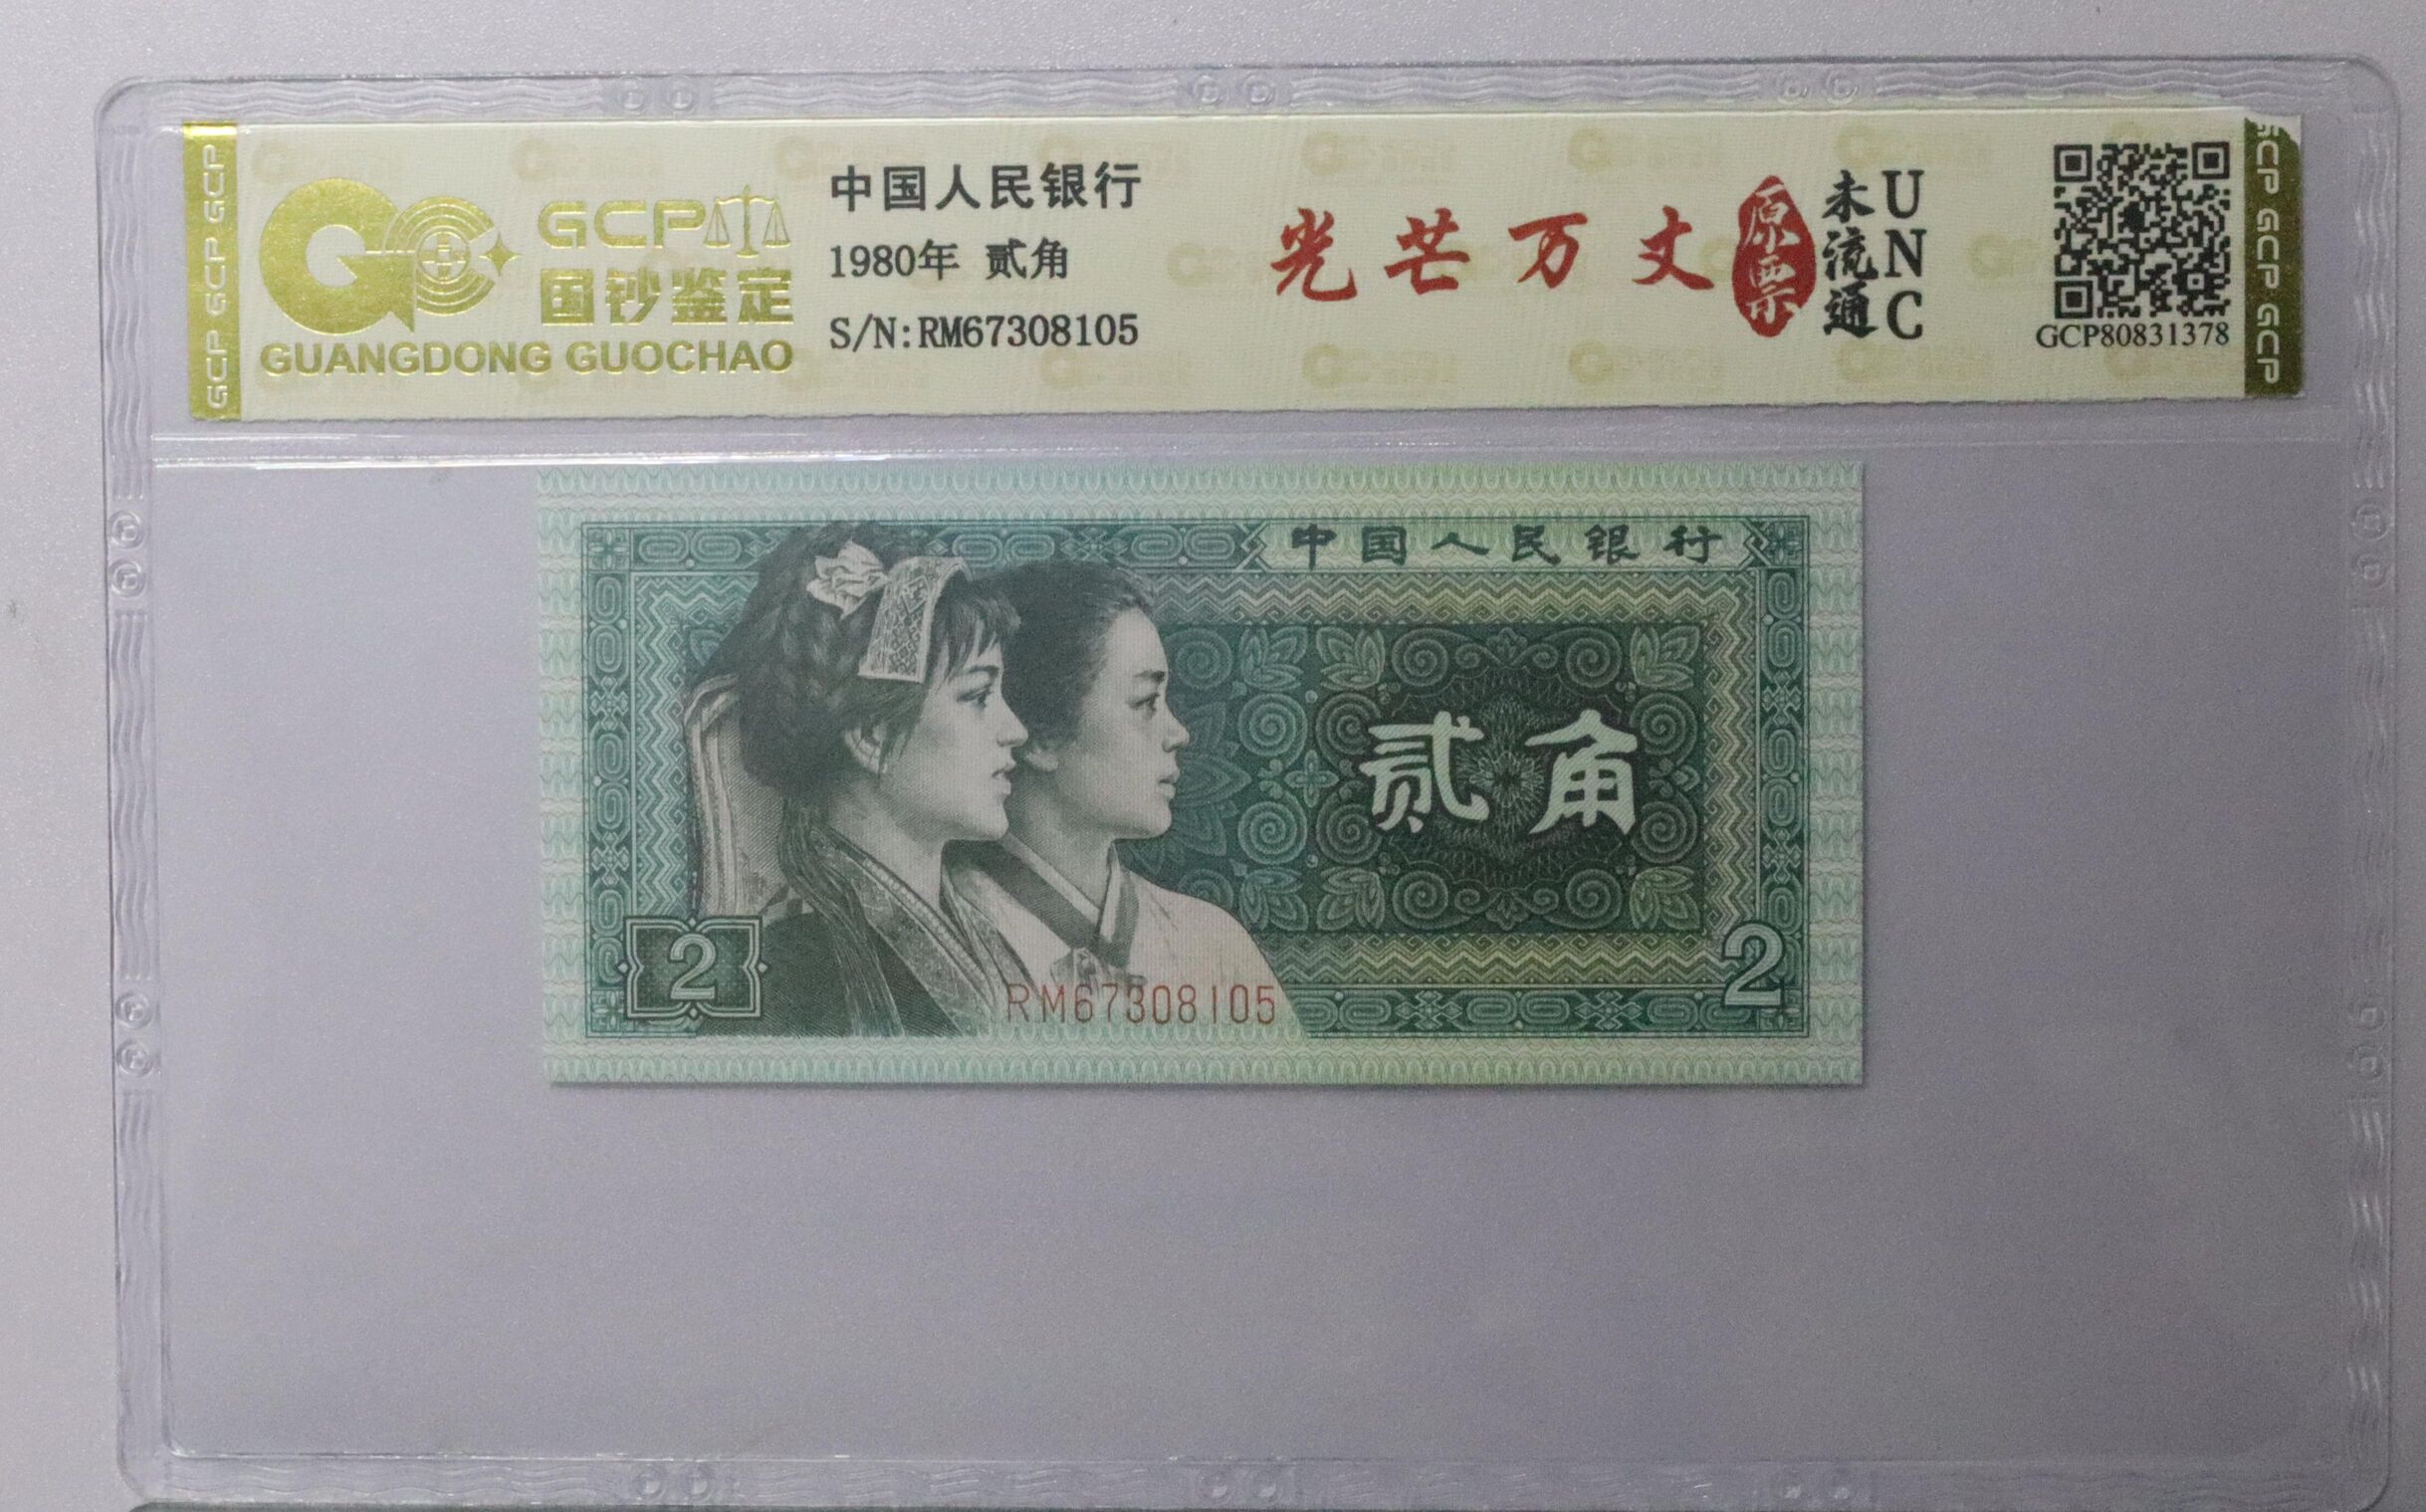 GCP GCP GCP
GCP
国钞鉴定
GUANGDONG GUOCHAO
中国人民银行
1980年 贰角
S/N:RM67308105
光芒万丈
原票
未流通
UNC
GCP80831378
GCP GCP GCP
中国人民银行
贰角
2
2
RM67308105